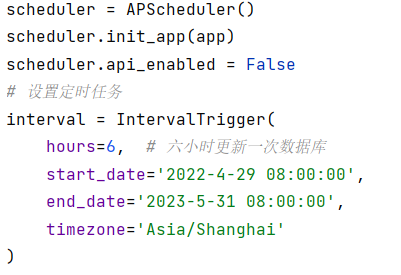 scheduler = APScheduler()
scheduler.init_app(app)
scheduler.api_enabled = False
# 设置定时任务
interval = IntervalTrigger(
    hours=6,  # 六小时更新一次数据库
    start_date='2022-4-29 08:00:00',
    end_date='2023-5-31 08:00:00',
    timezone='Asia/Shanghai'
)